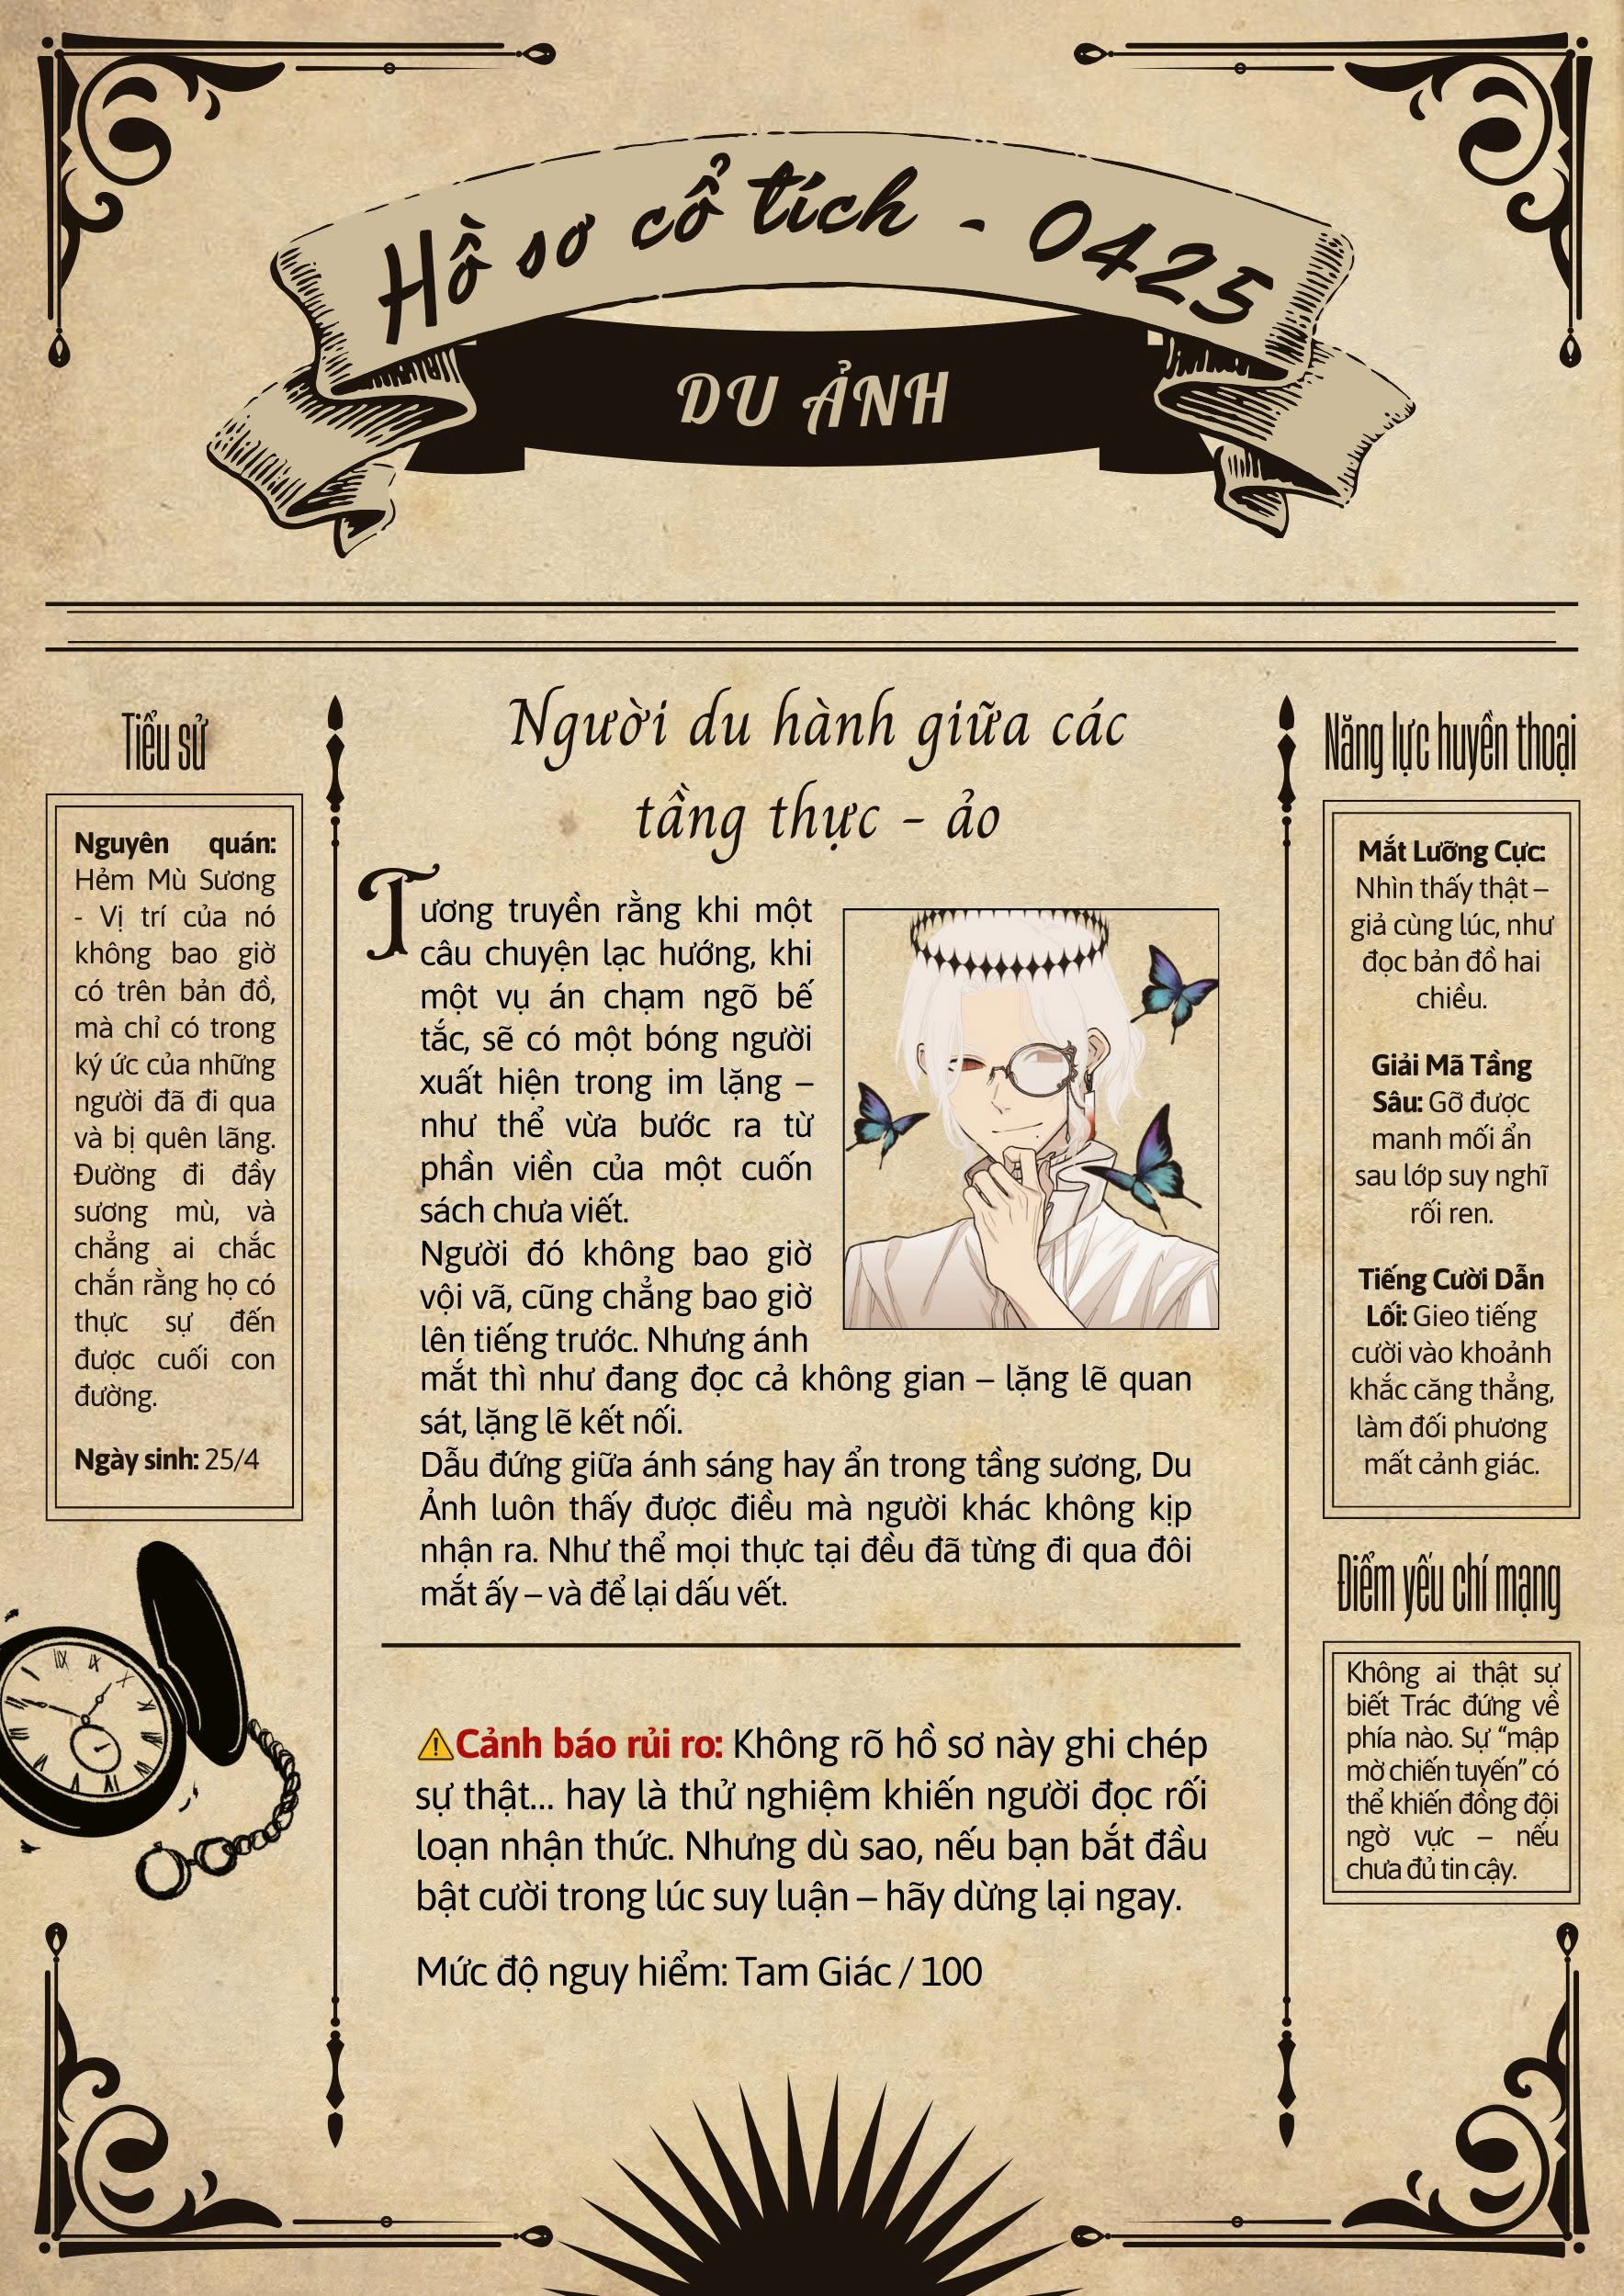 Hồ sơ cổ tích - 0425
DU ẢNH
Tiểu sử
Nguyên quán:
Hẻm Mù Sương
- Vị trí của nó
không bao giờ
có trên bản đồ,
mà chỉ có trong
ký ức của những
người đã đi qua
và bị quên lãng.
Đường đi đầy
sương mù, và
chẳng ai chắc
chắn rằng họ có
thực sự đến
được cuối con
đường.
Ngày sinh: 25/4
Người du hành giữa các
tầng thực - ảo
Tương truyền rằng khi một
câu chuyện lạc hướng, khi
một vụ án chạm ngõ bế
tắc, sẽ có một bóng người
xuất hiện trong im lặng –
như thể vừa bước ra từ
phần viền của một cuốn
sách chưa viết.
Người đó không bao giờ
vội vã, cũng chẳng bao giờ
lên tiếng trước. Nhưng ánh
mắt thì như đang đọc cả không gian – lặng lẽ quan
sát, lặng lẽ kết nối.
Dẫu đứng giữa ánh sáng hay ẩn trong tầng sương, Du
Ảnh luôn thấy được điều mà người khác không kịp
nhận ra. Như thể mọi thực tại đều đã từng đi qua đôi
mắt ấy – và để lại dấu vết.
⚠️Cảnh báo rủi ro: Không rõ hồ sơ này ghi chép
sự thật... hay là thử nghiệm khiến người đọc rối
loạn nhận thức. Nhưng dù sao, nếu bạn bắt đầu
bật cười trong lúc suy luận – hãy dừng lại ngay.
Mức độ nguy hiểm: Tam Giác / 100
Năng lực huyền thoại
Mắt Lưỡng Cực:
Nhìn thấy thật –
giả cùng lúc, như
đọc bản đồ hai
chiều.
Giải Mã Tầng
Sâu: Gỡ được
manh mối ẩn
sau lớp suy nghĩ
rối ren.
Tiếng Cười Dẫn
Lối: Gieo tiếng
cười vào khoảnh
khắc căng thẳng,
làm đối phương
mất cảnh giác.
Điểm yếu chí mạng
Không ai thật sự
biết Trác đứng về
phía nào. Sự “mập
mờ chiến tuyến” có
thể khiến đồng đội
ngờ vực – nếu
chưa đủ tin cậy.